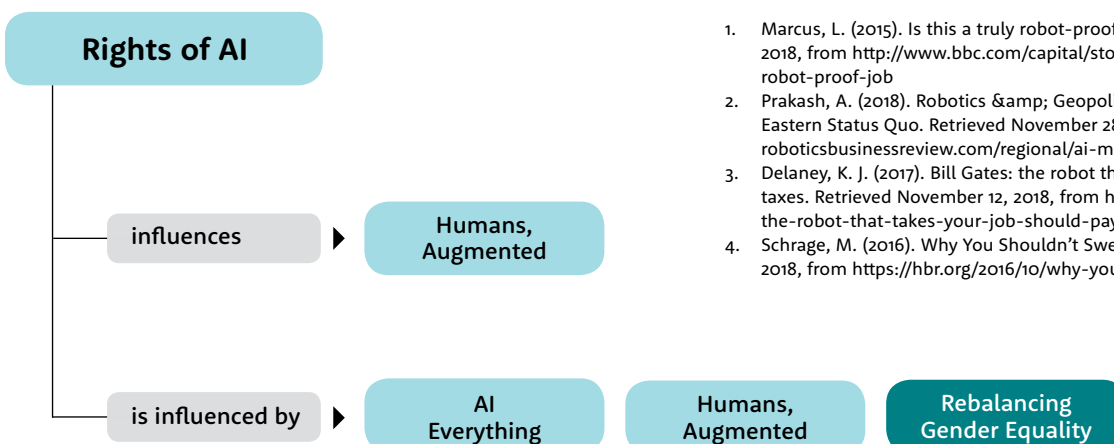 Rights of AI
influences
Humans,
Augmented
is influenced by
AI
Everything
Humans,
Augmented
Rebalancing
Gender Equality
1. Marcus, L. (2015). Is this a truly robot-proof
2018, from http://www.bbc.com/capital/sto
robot-proof-job
2. Prakash, A. (2018). Robotics &amp; Geopol
Eastern Status Quo. Retrieved November 28
roboticsbusinessreview.com/regional/ai-m
3. Delaney, K. J. (2017). Bill Gates: the robot th
taxes. Retrieved November 12, 2018, from h
the-robot-that-takes-your-job-should-pay
4. Schrage, M. (2016). Why You Shouldn’t Swe
2018, from https://hbr.org/2016/10/why-you